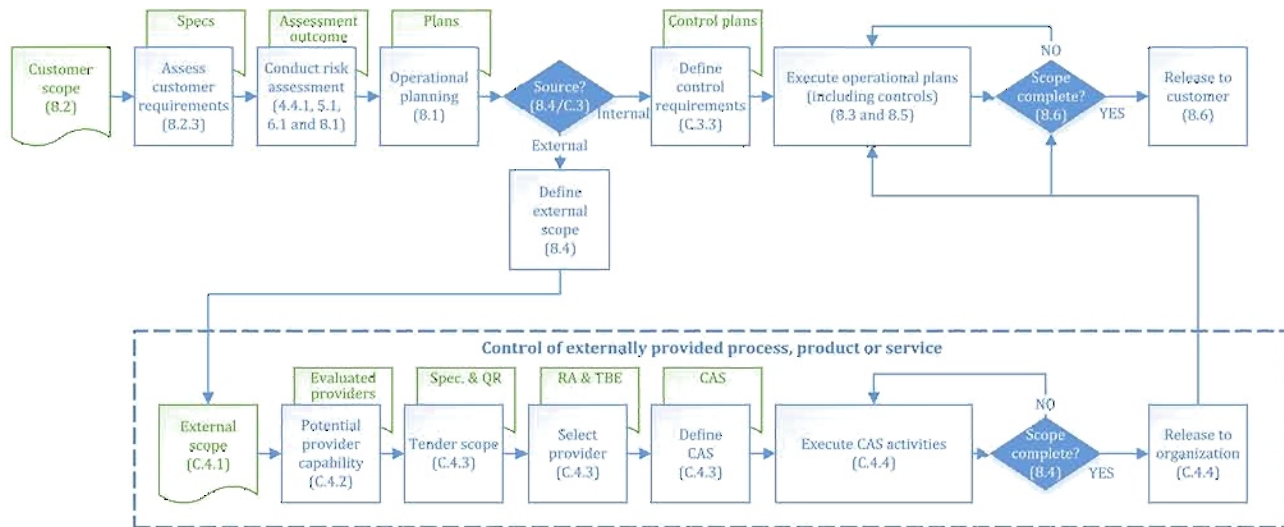 Specs
Assessment
outcome
Plans
Control plans
Customer
scope
(8.2)
Assess
customer
requirements
(8.2.3)
Conduct risk
assessment
(4.4.1, 5.1,
6.1 and 8.1)
Operational
planning
(8.1)
Source?
(8.4/C.3)
Internal
External
Define
control
requirements
(C.3.3)
Execute operational plans
(including controls)
(8.3 and 8.5)
NO
Scope
complete?
(8.6)
YES
Release to
customer
(8.6)
Define
external
scope
(8.4)
Control of externally provided process, product or service
Evaluated
providers
Spec. & QR
RA & TBE
CAS
External
scope
(C.4.1)
Potential
provider
capability
(C.4.2)
Tender scope
(C.4.3)
Select
provider
(C.4.3)
Define
CAS
(C.4.3)
Execute CAS activities
(C.4.4)
NO
Scope
complete?
(8.4)
YES
Release to
organization
(C.4.4)